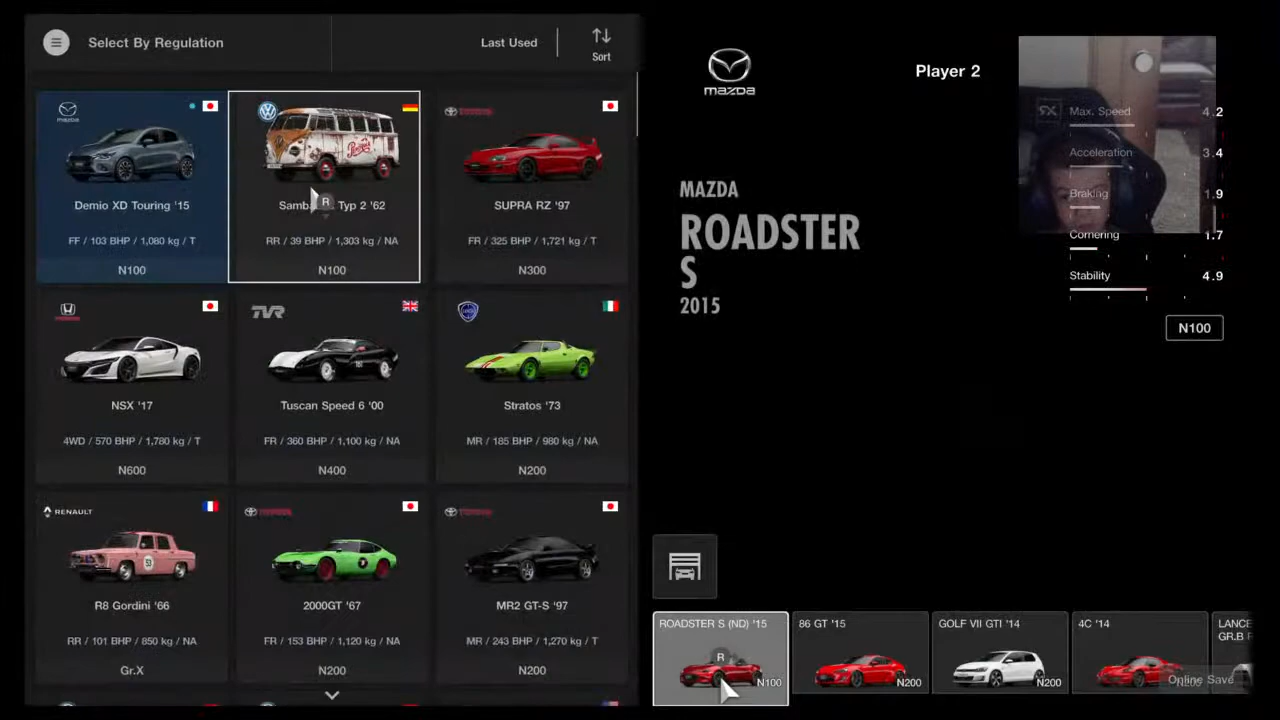 Select By Regulation
Last Used
Sort
mazda
Player 2
Max. Speed 4.2
Acceleration 3.4
Braking 1.9
Cornering 1.7
Stability 4.9
N100
MAZDA
ROADSTER
S
2015
Demio XD Touring '15
FF / 103 BHP / 1,080 kg / T
N100
Typ 2 '62
RR / 39 BHP / 1,303 kg / NA
N100
TOYOTA
SUPRA RZ '97
FR / 325 BHP / 1,721 kg / T
N300
NSX '17
4WD / 570 BHP / 1,780 kg / T
N600
TVR
Tuscan Speed 6 '00
FR / 360 BHP / 1,100 kg / NA
N400
Stratos '73
MR / 185 BHP / 980 kg / NA
N200
RENAULT
R8 Gordini '66
RR / 101 BHP / 850 kg / NA
Gr.X
TOYOTA
2000GT '67
FR / 153 BHP / 1,120 kg / NA
N200
TOYOTA
MR2 GT-S '97
MR / 243 BHP / 1,270 kg / T
N200
R
ROADSTER S (ND) '15
R
N100
86 GT '15
N200
GOLF VII GTI '14
N200
4C '14
LANCE
GR.B
Online Save